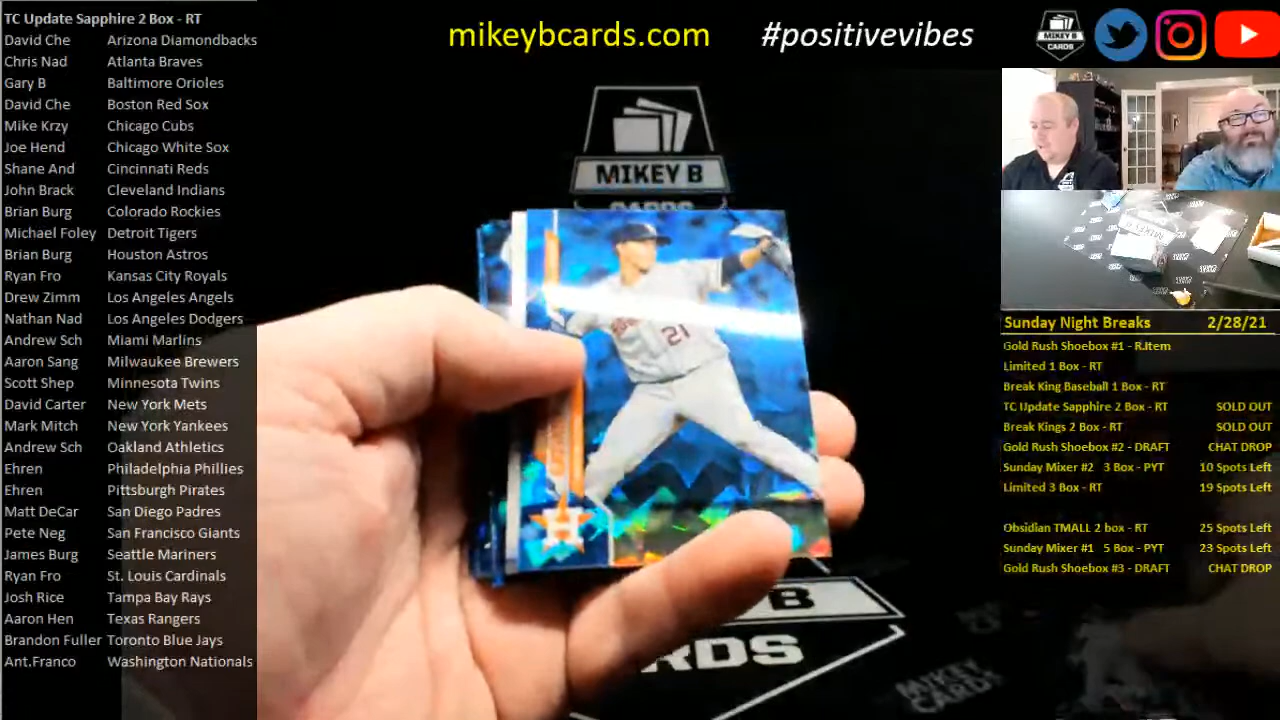 TC Update Sapphire 2 Box - RT
David Che Arizona Diamondbacks
Chris Nad Atlanta Braves
Gary B Baltimore Orioles
David Che Boston Red Sox
Mike Krzy Chicago Cubs
Joe Hend Chicago White Sox
Shane And Cincinnati Reds
John Brack Cleveland Indians
Brian Burg Colorado Rockies
Michael Foley Detroit Tigers
Brian Burg Houston Astros
Ryan Fro Kansas City Royals
Drew Zimm Los Angeles Angels
Nathan Nad Los Angeles Dodgers
Andrew Sch Miami Marlins
Aaron Sang Milwaukee Brewers
Scott Shep Minnesota Twins
David Carter New York Mets
Mark Mitch New York Yankees
Andrew Sch Oakland Athletics
Ehren Philadelphia Phillies
Ehren Pittsburgh Pirates
Matt DeCar San Diego Padres
Pete Neg San Francisco Giants
James Burg Seattle Mariners
Ryan Fro St. Louis Cardinals
Josh Rice Tampa Bay Rays
Aaron Hen Texas Rangers
Brandon Fuller Toronto Blue Jays
Ant.Franco Washington Nationals
mikeybcards.com #positivevibes
MIKEY B
CARDS
MIKEY B
CARDS
21
H
B
RDS
MIKEY
CARDS
Sunday Night Breaks 2/28/21
Gold Rush Shoebox #1 - R.Item
Limited 1 Box - RT
Break King Baseball 1 Box - RT
TC Update Sapphire 2 Box - RT SOLD OUT
Break Kings 2 Box - RT SOLD OUT
Gold Rush Shoebox #2 - DRAFT CHAT DROP
Sunday Mixer #2 3 Box - PYT 10 Spots Left
Limited 3 Box - RT 19 Spots Left
Obsidian TMALL 2 box - RT 25 Spots Left
Sunday Mixer #1 5 Box - PYT 23 Spots Left
Gold Rush Shoebox #3 - DRAFT CHAT DROP